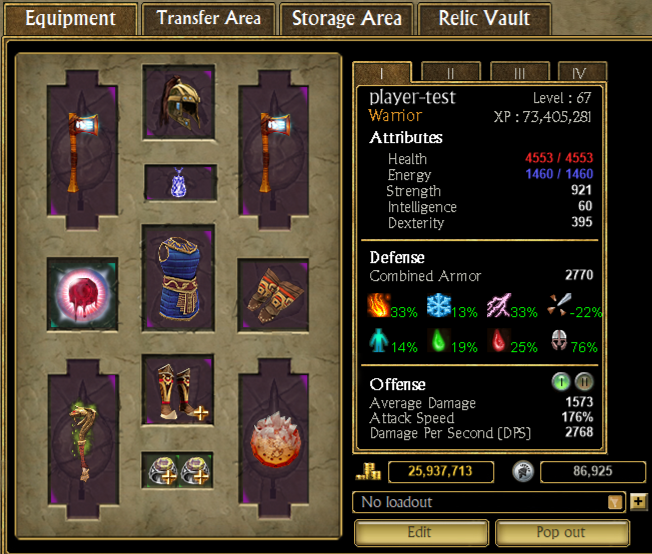 Equipment
Transfer Area
Storage Area
Relic Vault
I
II
III
IV
player-test
Level : 67
Warrior
XP : 73,405,281
Attributes
Health 4553 / 4553
Energy 1460 / 1460
Strength 921
Intelligence 60
Dexterity 395
Defense
Combined Armor 2770
33% 13% 33% -22%
14% 19% 25% 76%
Offense
I
II
Average Damage 1573
Attack Speed 176%
Damage Per Second (DPS) 2768
25,937,713
86,925
No loadout
+
Edit
Pop out